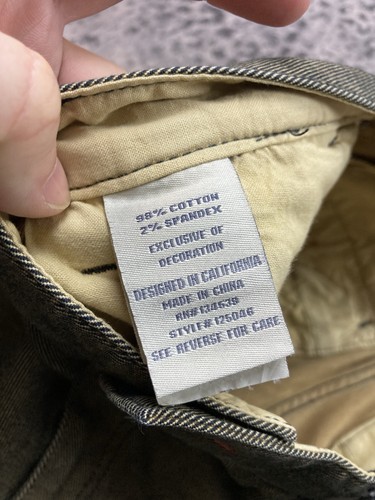 98% COTTON
2% SPANDEX
EXCLUSIVE OF
DECORATION
DESIGNED IN CALIFORNIA
MADE IN CHINA
RN#134539
STYLE#125046
SEE REVERSE FOR CARE